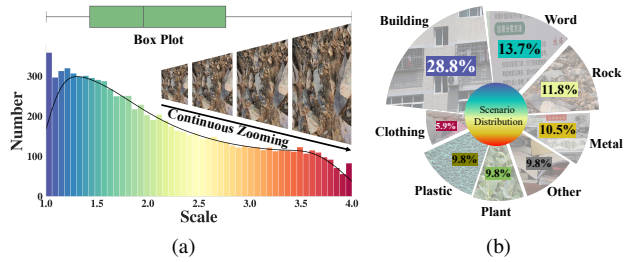 Box Plot
Continuous Zooming
Number
300
200
100
0
1.0
1.5
2.0
2.5
3.0
3.5
4.0
Scale
(a)
Building
Word
Rock
Metal
Other
Plant
Plastic
Clothing
28.8%
13.7%
11.8%
10.5%
9.8%
9.8%
9.8%
5.9%
Scenario
Distribution
(b)